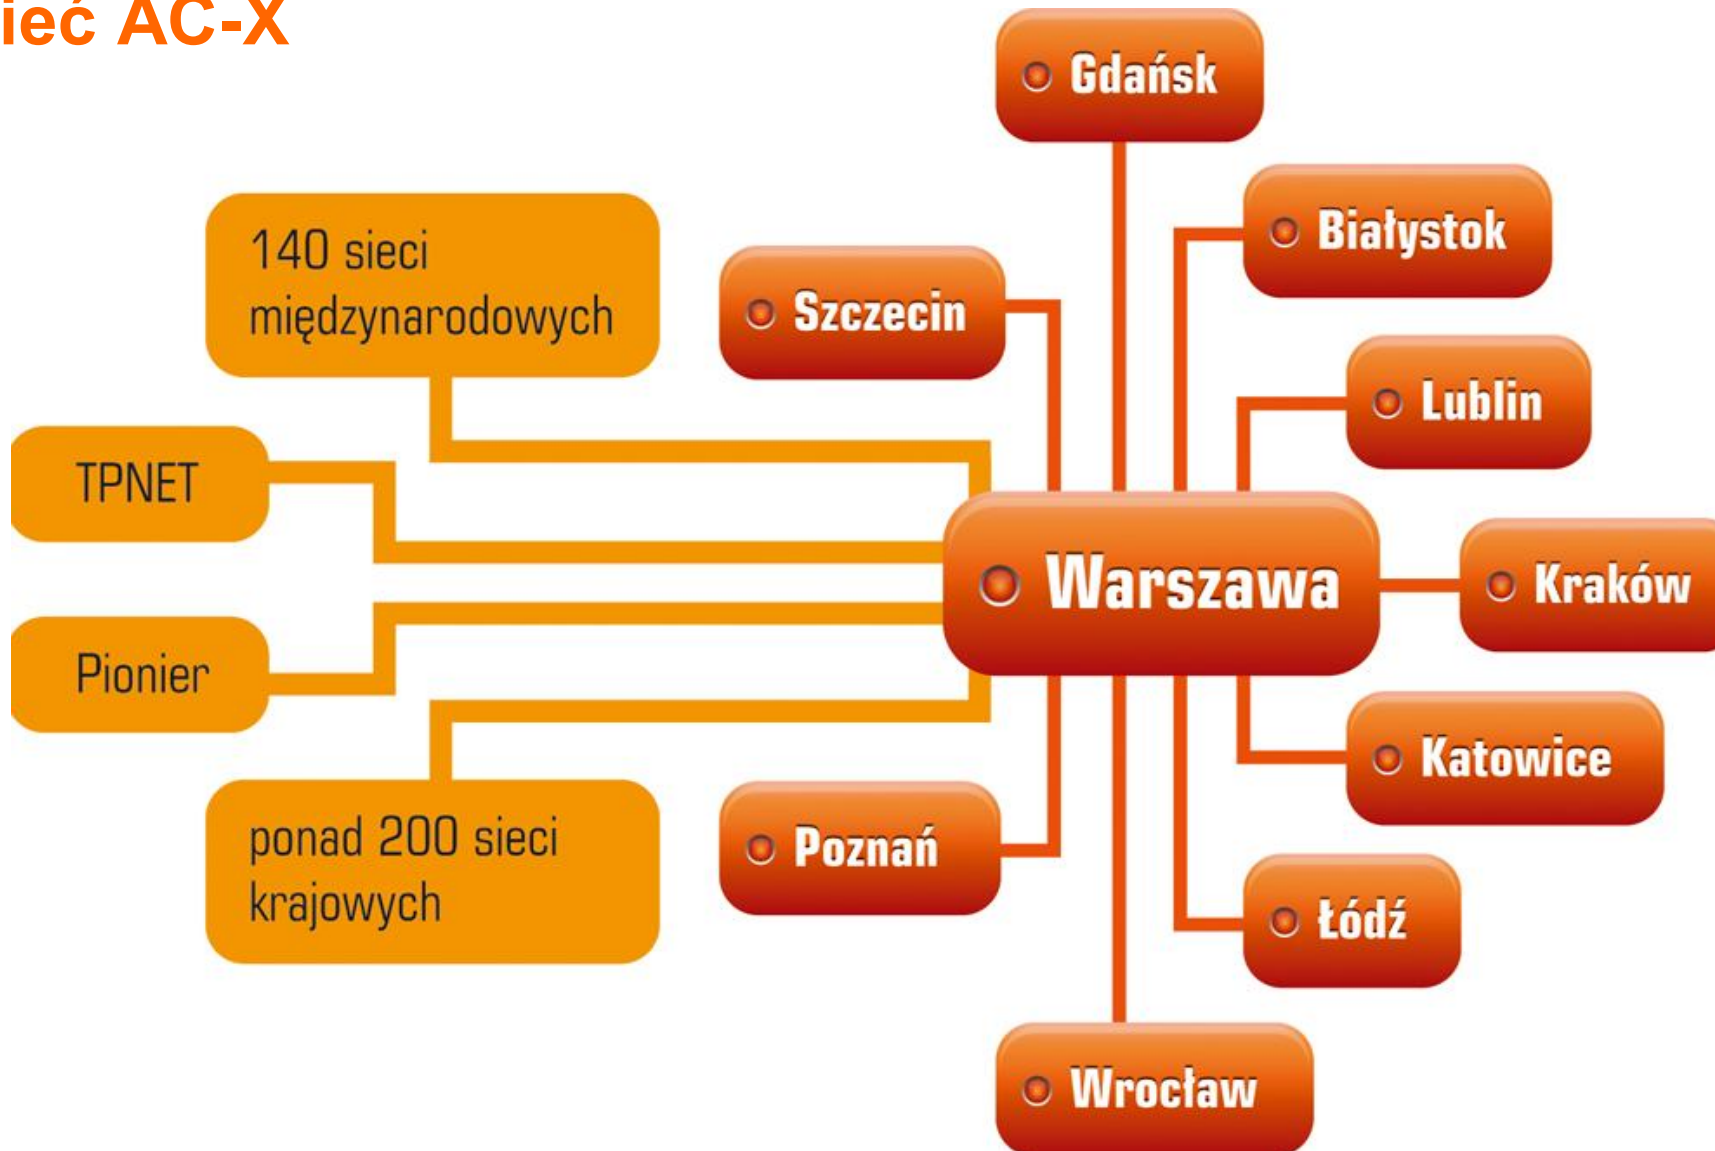 ieć AC-X
Gdańsk
Białystok
140 sieci
międzynarodowych
Szczecin
Lublin
TPNET
Warszawa
Kraków
Pionier
Katowice
ponad 200 sieci
krajowych
Poznań
Łódź
Wrocław